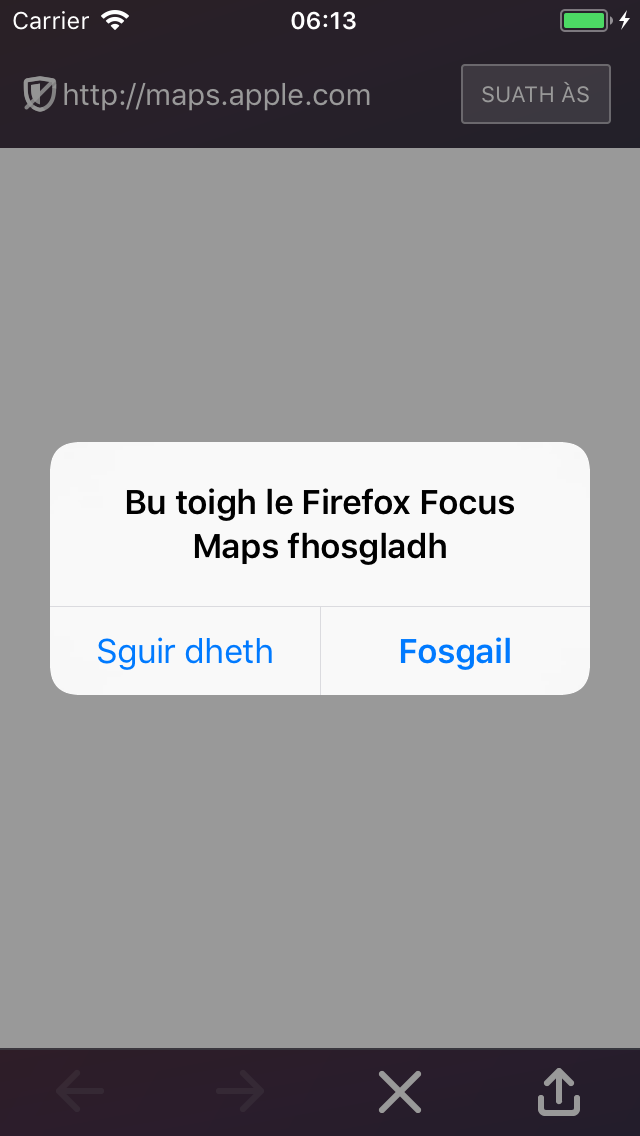 Carrier 06:13
http://maps.apple.com SUATH ÀS
Bu toigh le Firefox Focus
Maps fhosgladh
Sguir dheth Fosgail